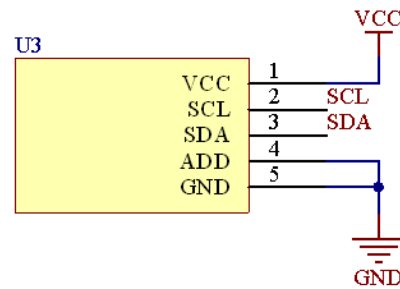 VCC
U3
VCC 1
SCL 2 SCL
SDA 3 SDA
ADD 4
GND 5
GND